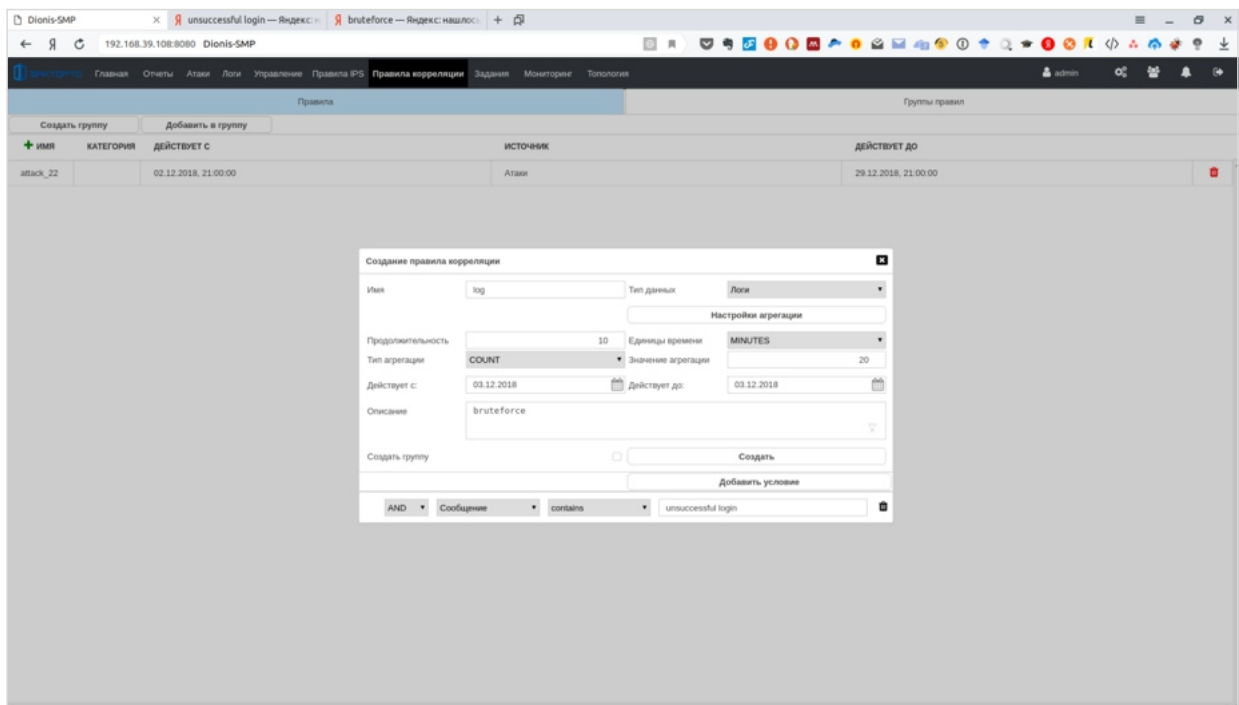 Dionis-SMP
unsuccessful login — Яндекс: н
bruteforce — Яндекс: нашлось
192.168.39.108:8080 Dionis-SMP
Главная Отчеты Атаки Логи Управление Правила IPS Правила корреляции Задания Мониторинг Топология admin
Правила Группы правил
Создать группу Добавить в группу
ИМЯ КАТЕГОРИЯ ДЕЙСТВУЕТ С ИСТОЧНИК ДЕЙСТВУЕТ ДО
attack_22 02.12.2018, 21:00:00 Атаки 29.12.2018, 21:00:00
Создание правила корреляции
Имя log Тип данных Логи
Настройки агрегации
Продолжительность 10 Единицы времени MINUTES
Тип агрегации COUNT Значение агрегации 20
Действует с: 03.12.2018 Действует до: 03.12.2018
Описание bruteforce
Создать группу Создать
Добавить условие
AND Сообщение contains unsuccessful login